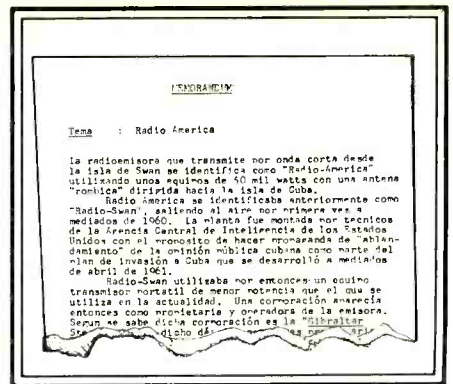 MEMORANDUM
Tema : Radio America
La radioemisora que transmite por onda corta desde
la isla de Swan se identifica como "Radio-America"
utilizando unos equipos de 50 mil watts con una antena
"rombica" dirigida hacia la isla de Cuba.
Radio America se identificaba anteriormente como
"Radio-Swan", saliendo al aire por primera vez a
mediados de 1960. La planta fue montada por tecnicos
de la Agencia Central de Inteligencia de los Estados
Unidos con el proposito de hacer propaganda de "ablan-
damiento" de la opinión pública cubana como parte del
plan de invasión a Cuba que se desarrolló a mediados
de abril de 1961.
Radio-Swan utilizaba por entonces un equipo
transmisor portatil de menor potencia que el que se
utiliza en la actualidad. Una corporación aparecía
entonces como propietaria y operadora de la emisora.
Segun se sabe dicha corporación es la "Gibraltar
dicho